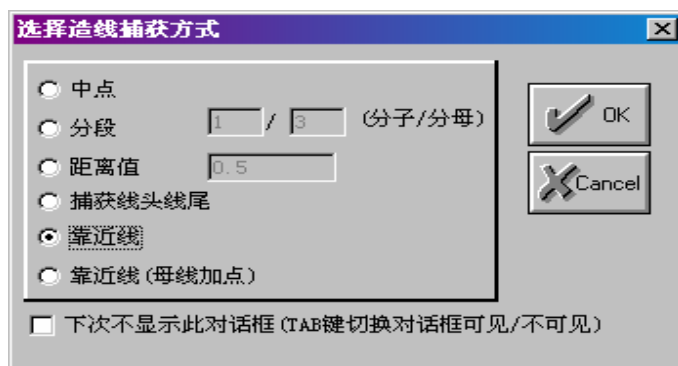 选择造线捕获方式
中点
分段 1 / 3 (分子/分母)
OK
距离值 0.5
捕获线头线尾
Cancel
靠近线
靠近线(母线加点)
下次不显示此对话框(TAB键切换对话框可见/不可见)